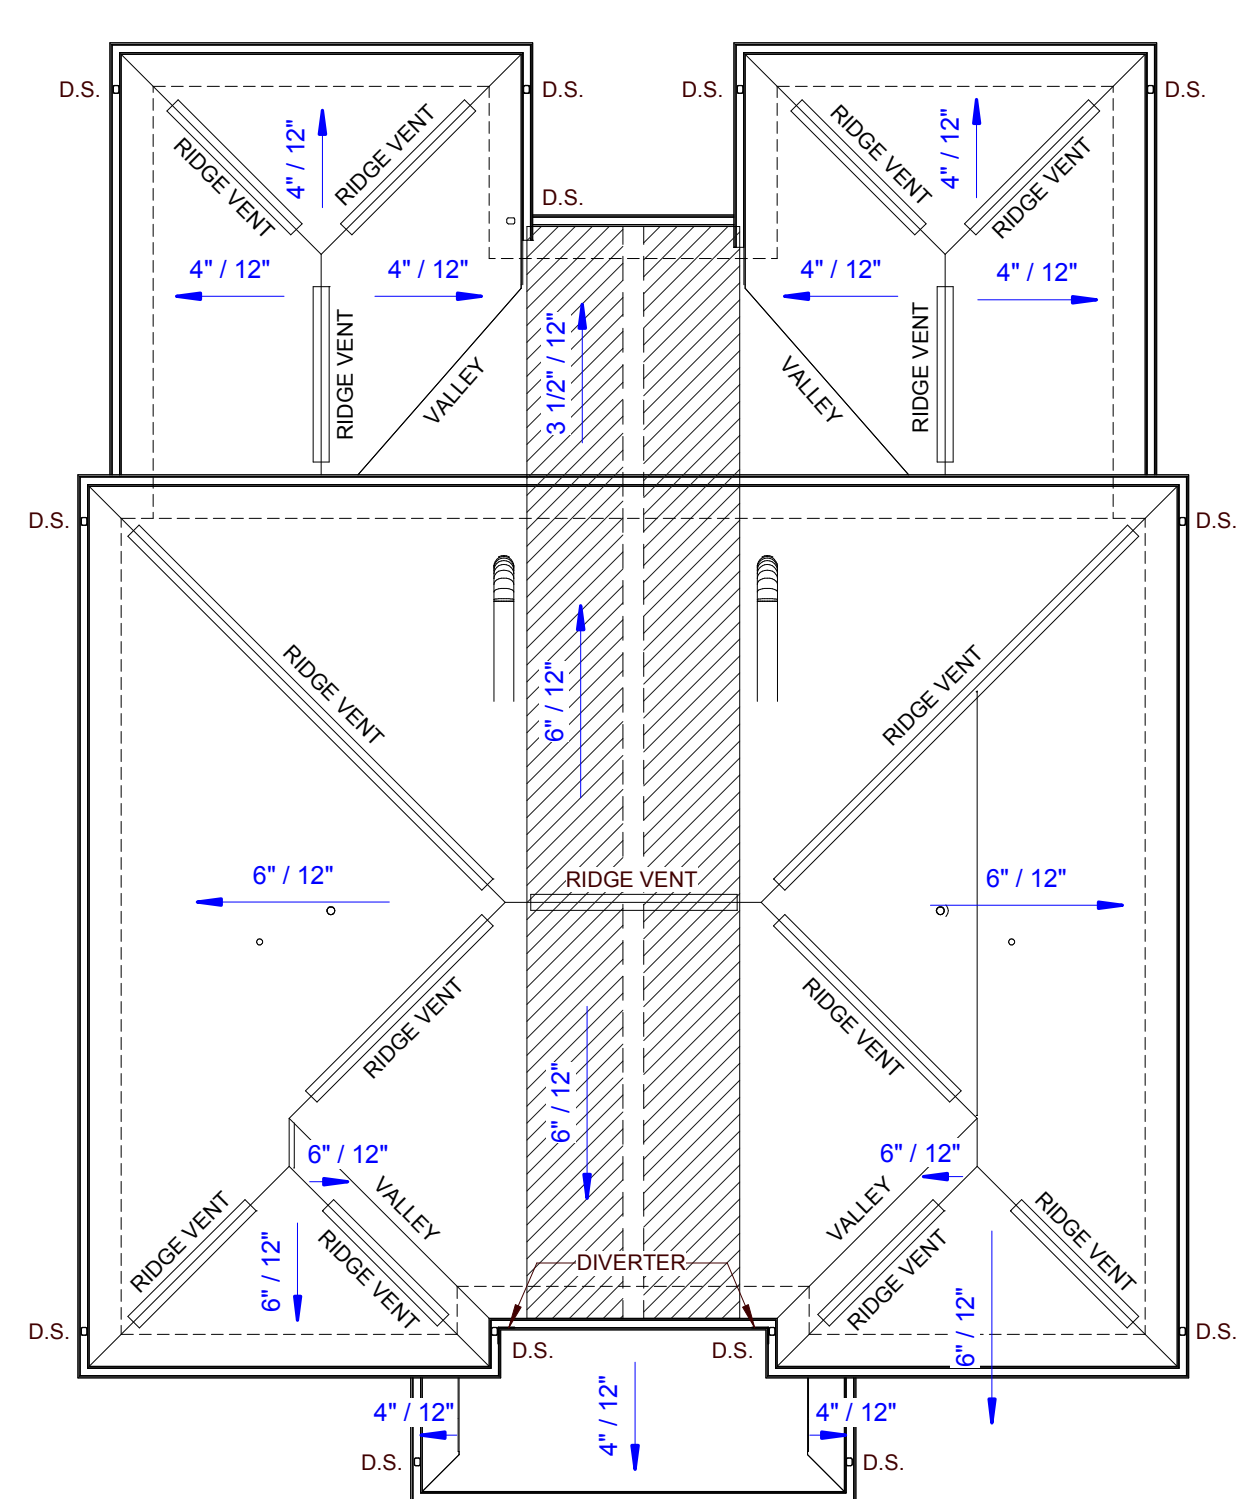 D.S.
D.S.
D.S.
D.S.
RIDGE VENT
4" / 12"
RIDGE VENT
RIDGE VENT
4" / 12"
RIDGE VENT
D.S.
4" / 12"
4" / 12"
4" / 12"
4" / 12"
RIDGE VENT
VALLEY
3 1/2" / 12"
VALLEY
RIDGE VENT
D.S.
D.S.
RIDGE VENT
6" / 12"
RIDGE VENT
6" / 12"
RIDGE VENT
6" / 12"
RIDGE VENT
6" / 12"
RIDGE VENT
6" / 12"
6" / 12"
VALLEY
VALLEY
RIDGE VENT
6" / 12"
RIDGE VENT
DIVERTER
RIDGE VENT
RIDGE VENT
6" / 12"
D.S.
D.S.
D.S.
D.S.
4" / 12"
4" / 12"
4" / 12"
D.S.
D.S.